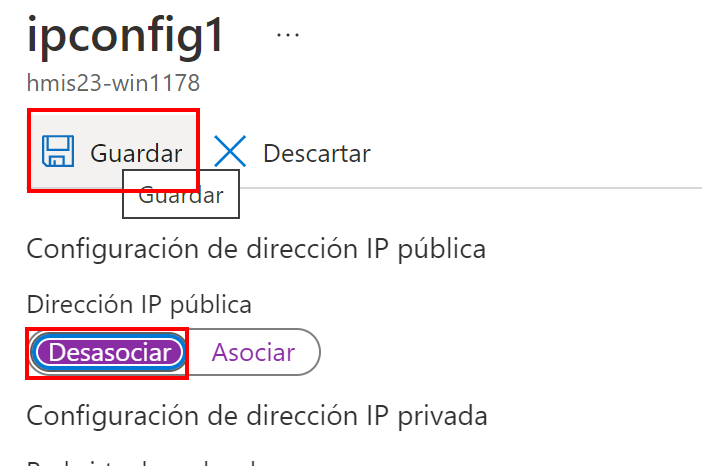 ipconfig1 ...
hmis23-win1178
Guardar Descartar
Guardar
Configuración de dirección IP pública
Dirección IP pública
Desasociar Asociar
Configuración de dirección IP privada